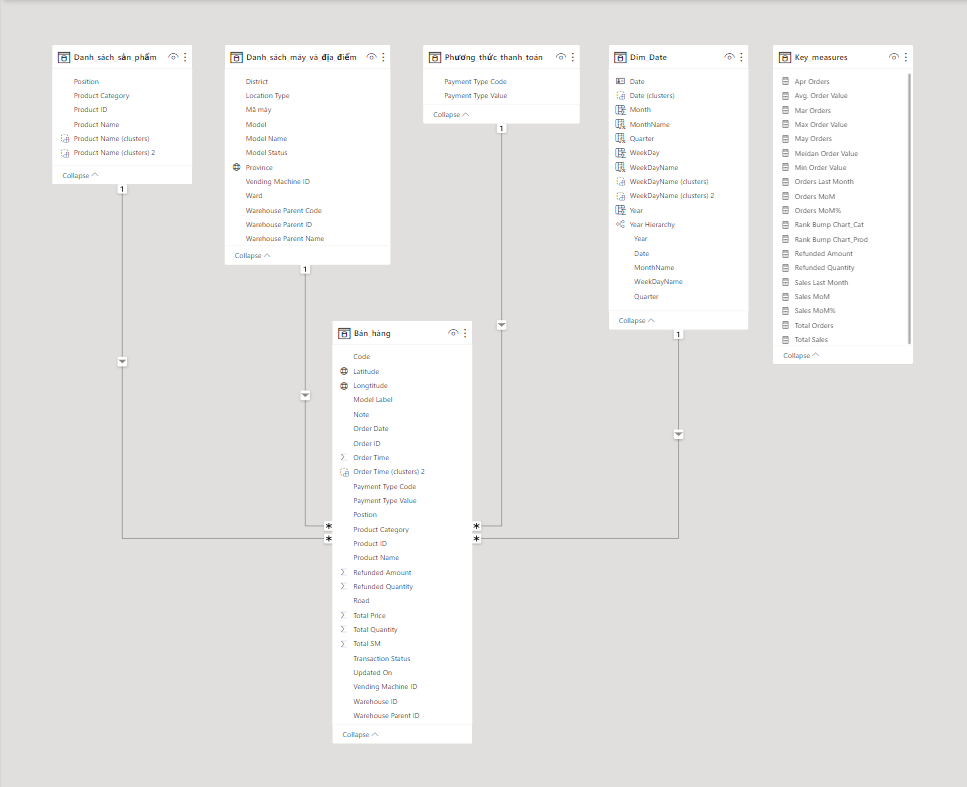 Danh_sách_sản_phẩm
Position
Product Category
Product ID
Product Name
Product Name (clusters)
Product Name (clusters) 2
Collapse
1
Danh_sách_máy_và_địa_điểm
District
Location Type
Mã máy
Model
Model Name
Model Status
Province
Vending Machine ID
Ward
Warehouse Parent Code
Warehouse Parent ID
Warehouse Parent Name
Collapse
1
Phương_thức_thanh_toán
Payment Type Code
Payment Type Value
Collapse
1
Dim_Date
Date
Date (clusters)
Month
MonthName
Quarter
WeekDay
WeekDayName
WeekDayName (clusters)
WeekDayName (clusters) 2
Year
Year Hierarchy
Year
Date
MonthName
WeekDayName
Quarter
Collapse
1
Key_measures
Apr Orders
Avg. Order Value
Mar Orders
Max Order Value
May Orders
Meidan Order Value
Min Order Value
Orders Last Month
Orders MoM
Orders MoM%
Rank Bump Chart_Cat
Rank Bump Chart_Prod
Refunded Amount
Refunded Quantity
Sales Last Month
Sales MoM
Sales MoM%
Total Orders
Total Sales
Collapse
Bán_hàng
Code
Latitude
Longtitude
Model Label
Note
Order Date
Order ID
Order Time
Order Time (clusters) 2
Payment Type Code
Payment Type Value
Postion
Product Category
Product ID
Product Name
Refunded Amount
Refunded Quantity
Road
Total Price
Total Quantity
Total SM
Transaction Status
Updated On
Vending Machine ID
Warehouse ID
Warehouse Parent ID
Collapse